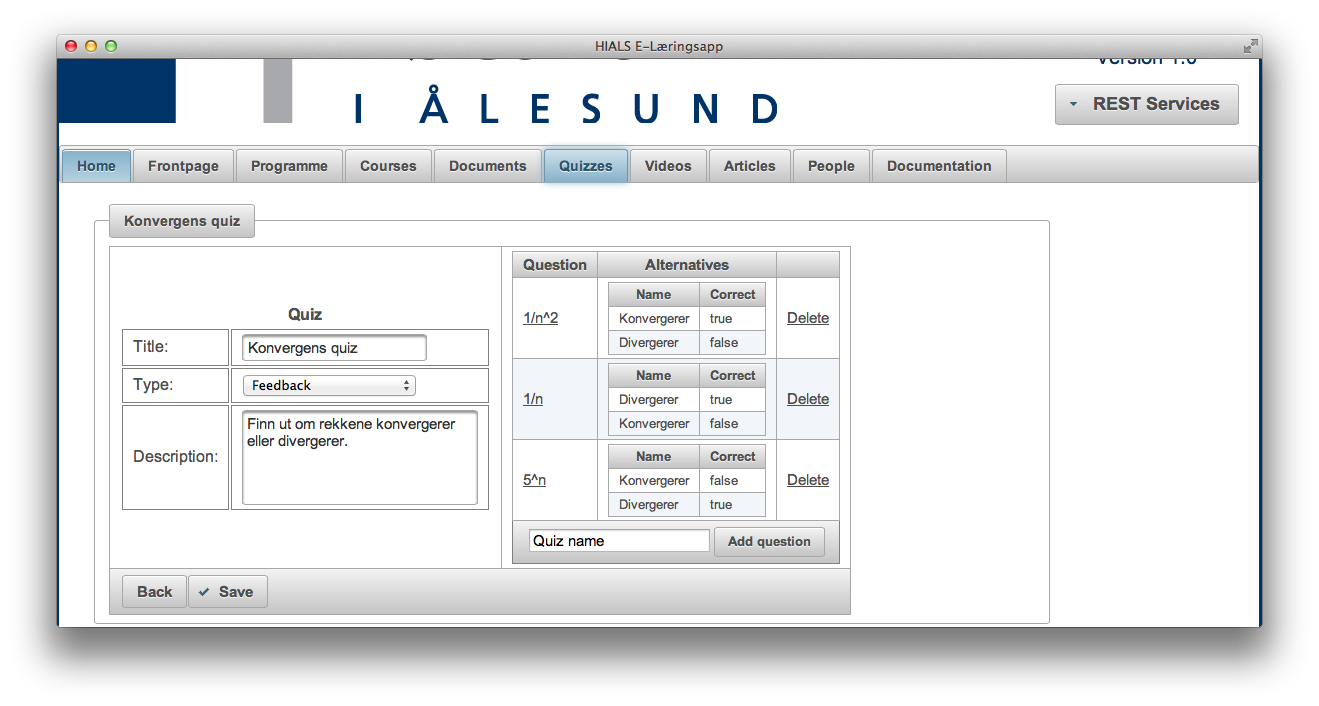 HIALS E-Læringsapp
Version 1.0
I ÅLESUND
REST Services
Home Frontpage Programme Courses Documents Quizzes Videos Articles People Documentation
Konvergens quiz
Quiz
Title: Konvergens quiz
Type: Feedback
Description: Finn ut om rekkene konvergerer
eller divergerer.
Question Alternatives
Name Correct
1/n^2 Konvergerer true Delete
Divergerer false
Name Correct
1/n Divergerer true Delete
Konvergerer false
Name Correct
5^n Konvergerer false Delete
Divergerer true
Quiz name Add question
Back Save